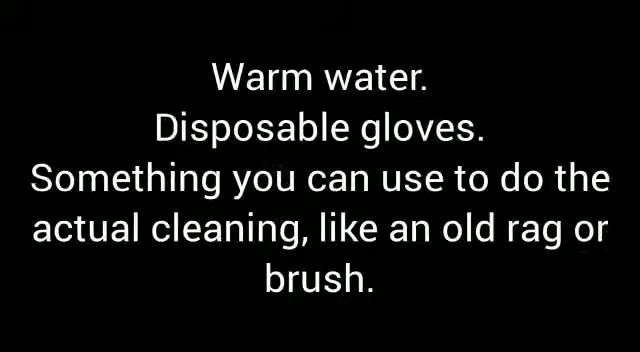 Warm water.
Disposable gloves.
Something you can use to do the
actual cleaning, like an old rag or
brush.